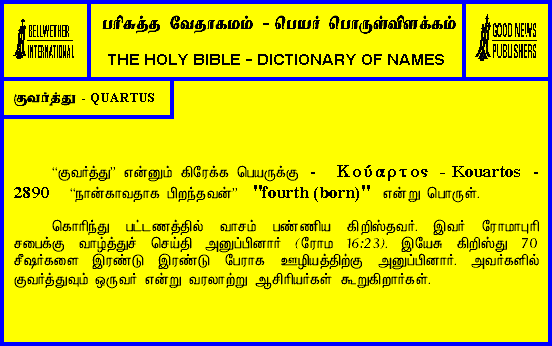 BELLWETHER
INTERNATIONAL
பரிசுத்த வேதாகமம் - பெயர் பொருள்விளக்கம்
THE HOLY BIBLE - DICTIONARY OF NAMES
GOOD NEWS
PUBLISHERS
குவர்த்து - QUARTUS
“குவர்த்து” என்னும் கிரேக்க பெயருக்கு - Κούαρτος - Kouartos -
2890 “நான்காவதாக பிறந்தவன்” "fourth (born)" என்று பொருள்.
கொரிந்து பட்டணத்தில் வாசம் பண்ணிய கிறிஸ்தவர். இவர் ரோமாபுரி
சபைக்கு வாழ்த்துச் செய்தி அனுப்பினார் (ரோம 16:23). இயேசு கிறிஸ்து 70
சீஷர்களை இரண்டு இரண்டு பேராக ஊழியத்திற்கு அனுப்பினார். அவர்களில்
குவர்த்துவும் ஒருவர் என்று வரலாற்று ஆசிரியர்கள் கூறுகிறார்கள்.